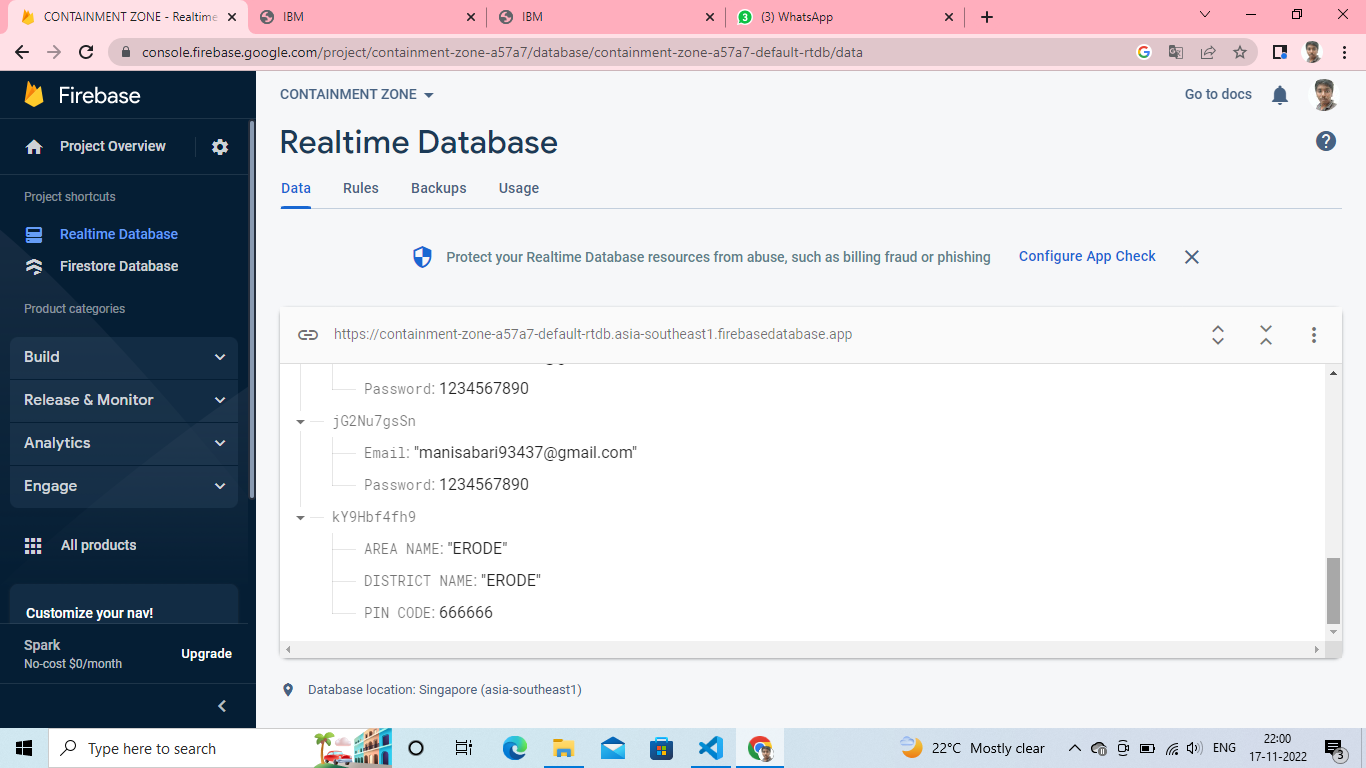 CONTAINMENT ZONE - Realtime
IBM
IBM
(3) WhatsApp
console.firebase.google.com/project/containment-zone-a57a7/database/containment-zone-a57a7-default-rtdb/data
Firebase
Project Overview
Project shortcuts
Realtime Database
Firestore Database
Product categories
Build
Release & Monitor
Analytics
Engage
All products
Customize your nav!
Spark
No-cost $0/month
Upgrade
CONTAINMENT ZONE
Go to docs
Realtime Database
Data Rules Backups Usage
Protect your Realtime Database resources from abuse, such as billing fraud or phishing
Configure App Check
https://containment-zone-a57a7-default-rtdb.asia-southeast1.firebasedatabase.app
Password: 1234567890
jG2Nu7gsSn
Email: "manisabari93437@gmail.com"
Password: 1234567890
kY9Hbf4fh9
AREA NAME: "ERODE"
DISTRICT NAME: "ERODE"
PIN CODE: 666666
Database location: Singapore (asia-southeast1)
Type here to search
22°C Mostly clear
ENG
22:00
17-11-2022
3